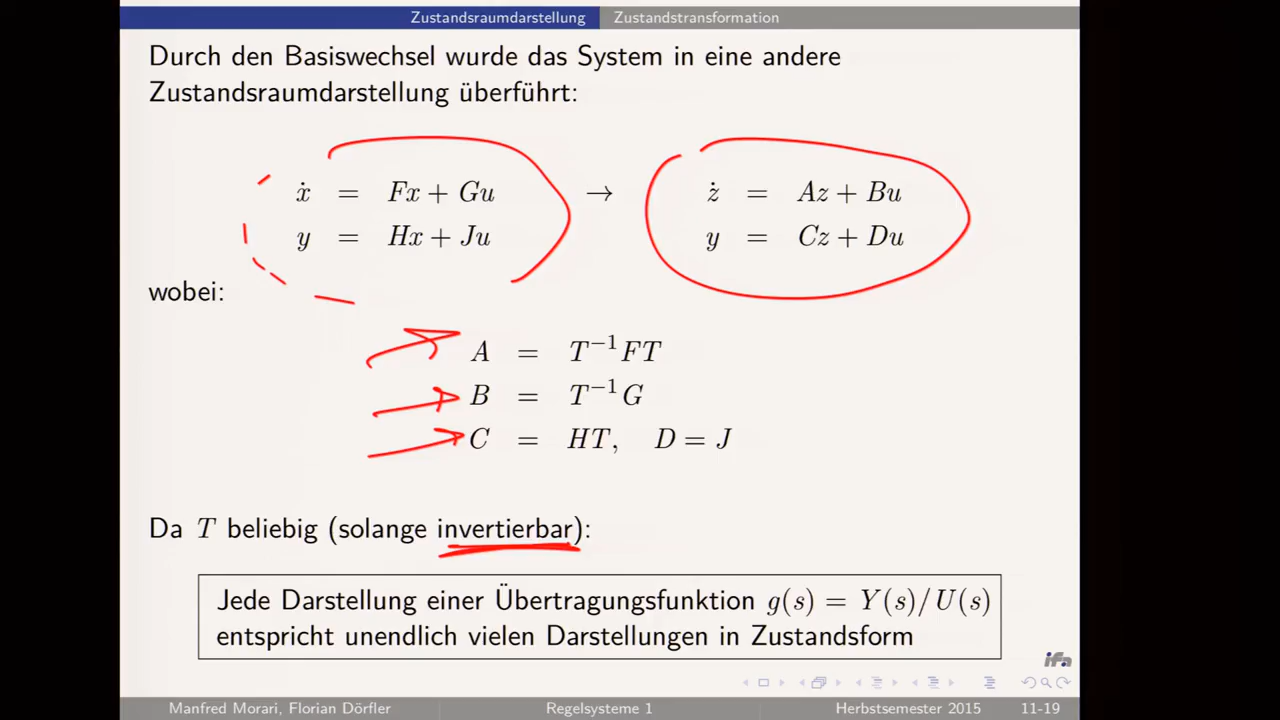 Zustandsraumdarstellung Zustandstransformation
Durch den Basiswechsel wurde das System in eine andere
Zustandsraumdarstellung überführt:
ẋ = Fx + Gu → ż = Az + Bu
y = Hx + Ju y = Cz + Du
wobei:
A = T⁻¹FT
B = T⁻¹G
C = HT, D = J
Da T beliebig (solange invertierbar):
Jede Darstellung einer Übertragungsfunktion g(s) = Y(s)/U(s)
entspricht unendlich vielen Darstellungen in Zustandsform
ifa
Manfred Morari, Florian Dörfler Regelsysteme 1 Herbstsemester 2015 11-19